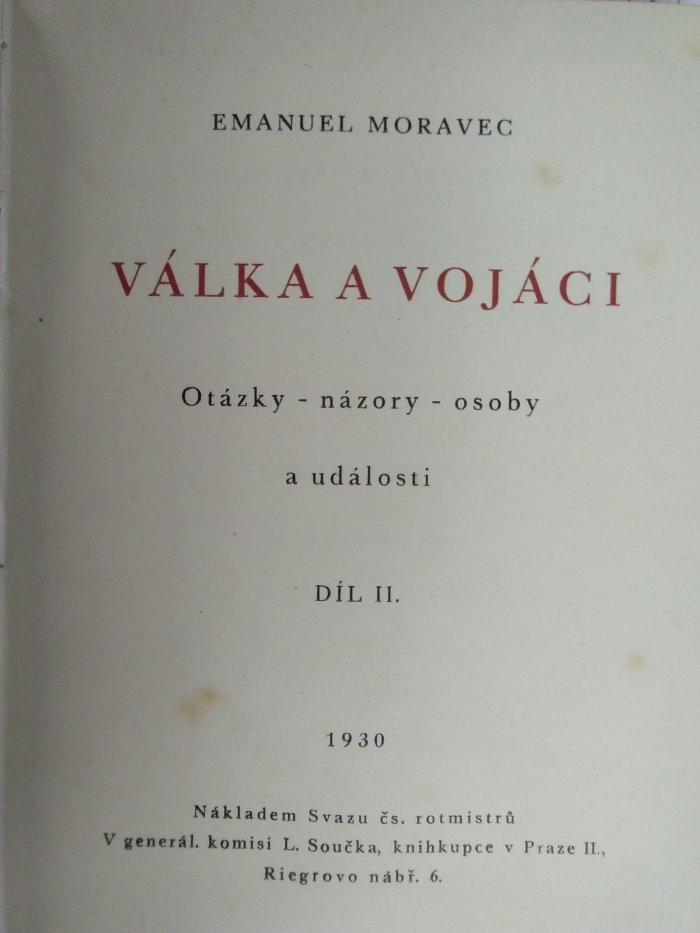 EMANUEL MORAVEC
VÁLKA A VOJÁCI
Otázky - názory - osoby
a události
DÍL II.
1930
Nákladem Svazu čs. rotmistrů
V generál. komisi L. Součka, knihkupce v Praze II.,
Riegrovo nábř. 6.